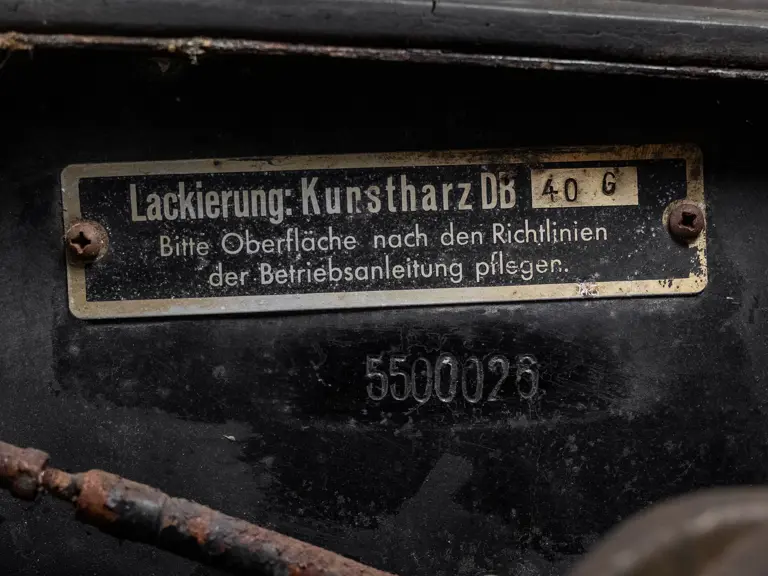 Lackierung: Kunstharz DB 40 G
Bitte Oberfläche nach den Richtlinien
der Betriebsanleitung pflegen.
5500026